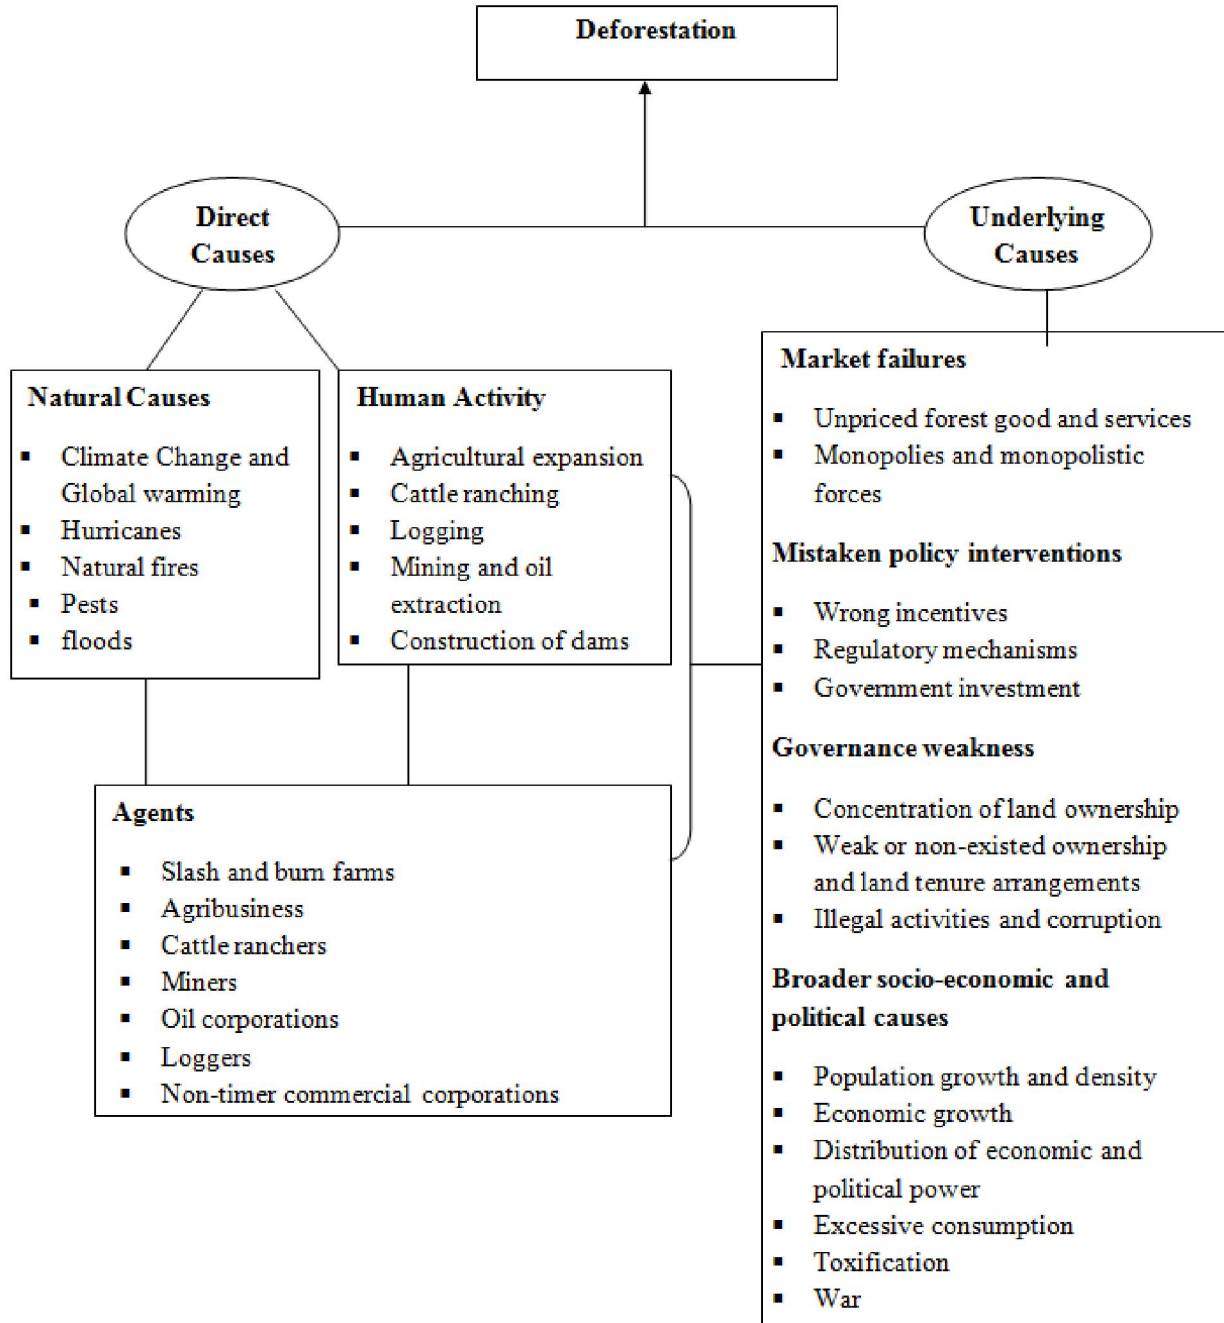 Deforestation
Direct
Causes
Underlying
Causes
Natural Causes
▪ Climate Change and
Global warming
▪ Hurricanes
▪ Natural fires
▪ Pests
▪ floods
Human Activity
▪ Agricultural expansion
▪ Cattle ranching
▪ Logging
▪ Mining and oil
extraction
▪ Construction of dams
Agents
▪ Slash and burn farms
▪ Agribusiness
▪ Cattle ranchers
▪ Miners
▪ Oil corporations
▪ Loggers
▪ Non-timer commercial corporations
Market failures
▪ Unpriced forest good and services
▪ Monopolies and monopolistic
forces
Mistaken policy interventions
▪ Wrong incentives
▪ Regulatory mechanisms
▪ Government investment
Governance weakness
▪ Concentration of land ownership
▪ Weak or non-existed ownership
and land tenure arrangements
▪ Illegal activities and corruption
Broader socio-economic and
political causes
▪ Population growth and density
▪ Economic growth
▪ Distribution of economic and
political power
▪ Excessive consumption
▪ Toxification
▪ War